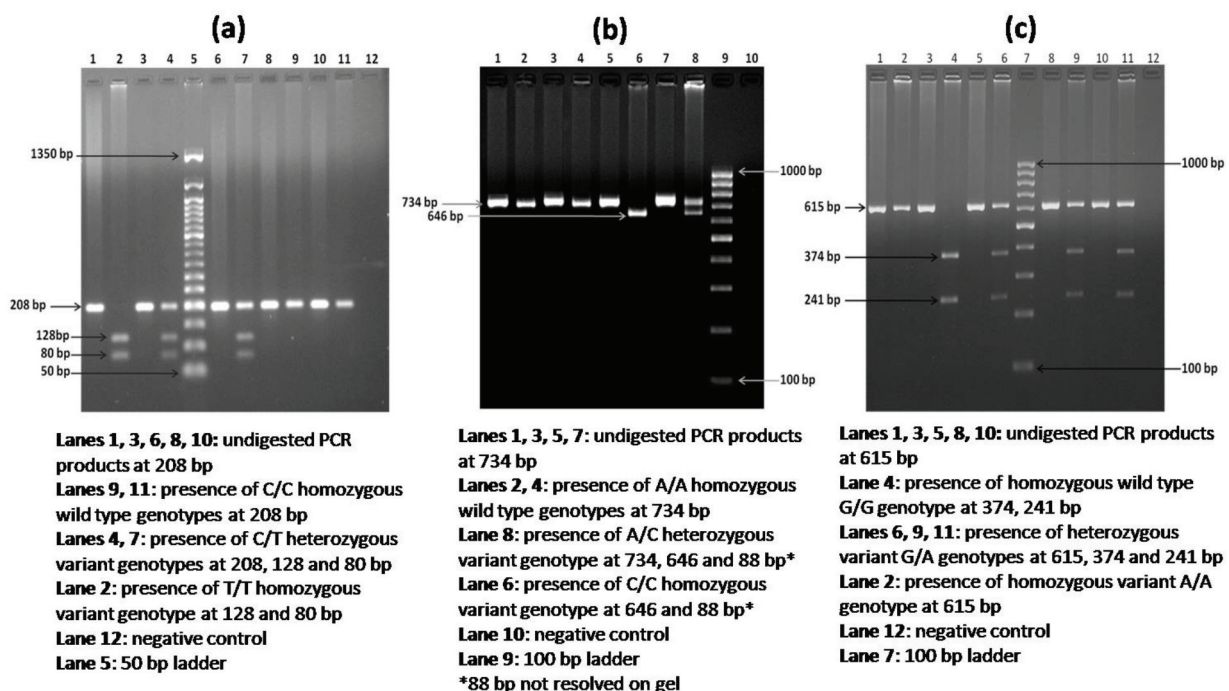 (a)
1 2 3 4 5 6 7 8 9 10 11 12
1350 bp
208 bp
128bp
80 bp
50 bp
Lanes 1, 3, 6, 8, 10: undigested PCR
products at 208 bp
Lanes 9, 11: presence of C/C homozygous
wild type genotypes at 208 bp
Lanes 4, 7: presence of C/T heterozygous
variant genotypes at 208, 128 and 80 bp
Lane 2: presence of T/T homozygous
variant genotype at 128 and 80 bp
Lane 12: negative control
Lane 5: 50 bp ladder
(b)
1 2 3 4 5 6 7 8 9 10
1000 bp
734 bp
646 bp
100 bp
Lanes 1, 3, 5, 7: undigested PCR products
at 734 bp
Lanes 2, 4: presence of A/A homozygous
wild type genotypes at 734 bp
Lane 8: presence of A/C heterozygous
variant genotype at 734, 646 and 88 bp*
Lane 6: presence of C/C homozygous
variant genotype at 646 and 88 bp*
Lane 10: negative control
Lane 9: 100 bp ladder
*88 bp not resolved on gel
(c)
1 2 3 4 5 6 7 8 9 10 11 12
1000 bp
615 bp
374 bp
241 bp
100 bp
Lanes 1, 3, 5, 8, 10: undigested PCR products
at 615 bp
Lane 4: presence of homozygous wild type
G/G genotype at 374, 241 bp
Lanes 6, 9, 11: presence of heterozygous
variant G/A genotypes at 615, 374 and 241 bp
Lane 2: presence of homozygous variant A/A
genotype at 615 bp
Lane 12: negative control
Lane 7: 100 bp ladder